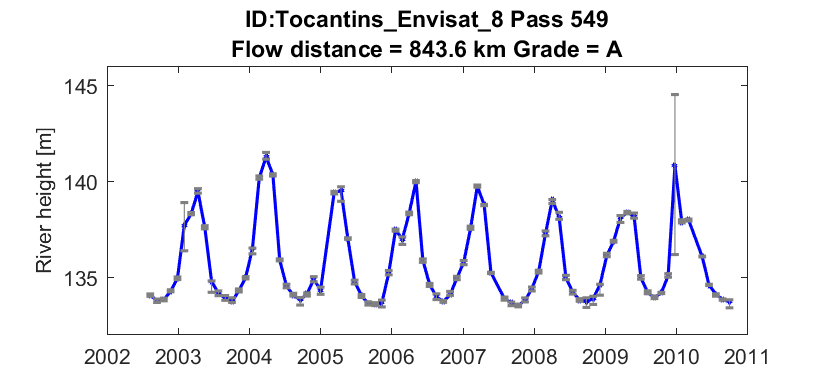 ID:Tocantins_Envisat_8 Pass 549
Flow distance = 843.6 km Grade = A
River height [m]
145
140
135
2002 2003 2004 2005 2006 2007 2008 2009 2010 2011